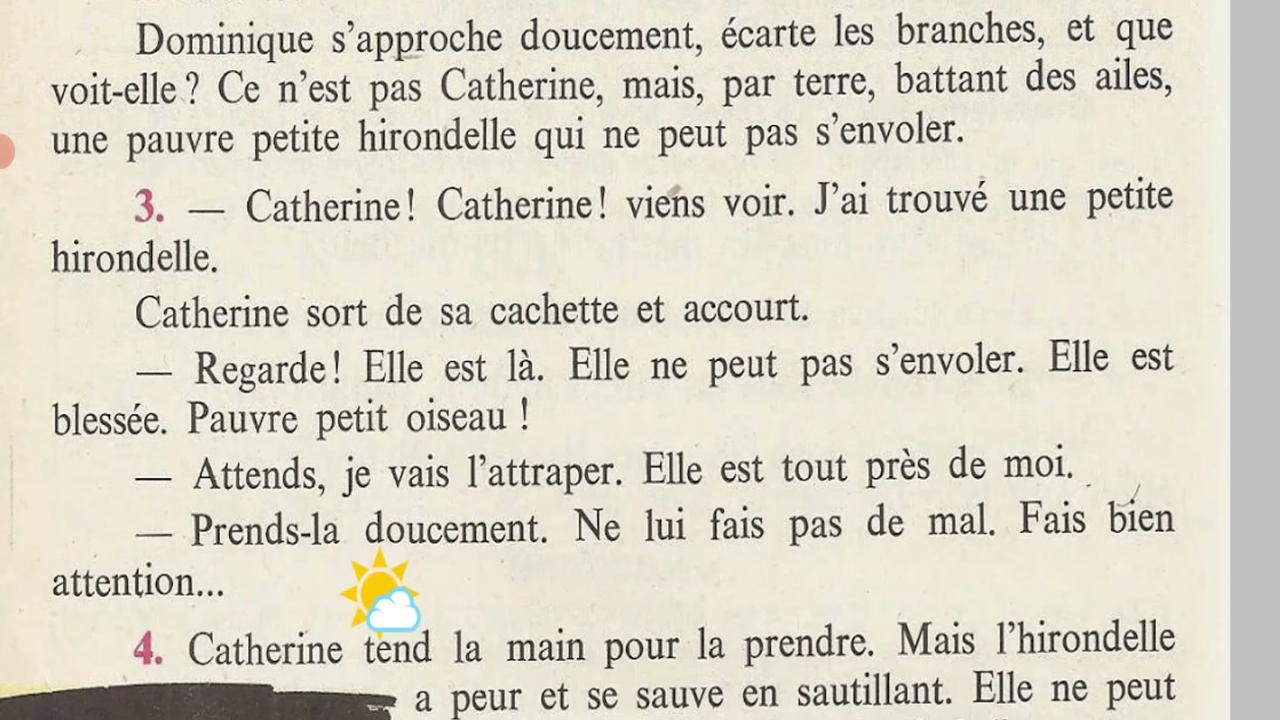 Dominique s'approche doucement, écarte les branches, et que
voit-elle ? Ce n'est pas Catherine, mais, par terre, battant des ailes,
une pauvre petite hirondelle qui ne peut pas s'envoler.
3. — Catherine ! Catherine ! viens voir. J'ai trouvé une petite
hirondelle.
Catherine sort de sa cachette et accourt.
— Regarde ! Elle est là. Elle ne peut pas s'envoler. Elle est
blessée. Pauvre petit oiseau !
— Attends, je vais l'attraper. Elle est tout près de moi.
— Prends-la doucement. Ne lui fais pas de mal. Fais bien
attention...
4. Catherine tend la main pour la prendre. Mais l'hirondelle
a peur et se sauve en sautillant. Elle ne peut